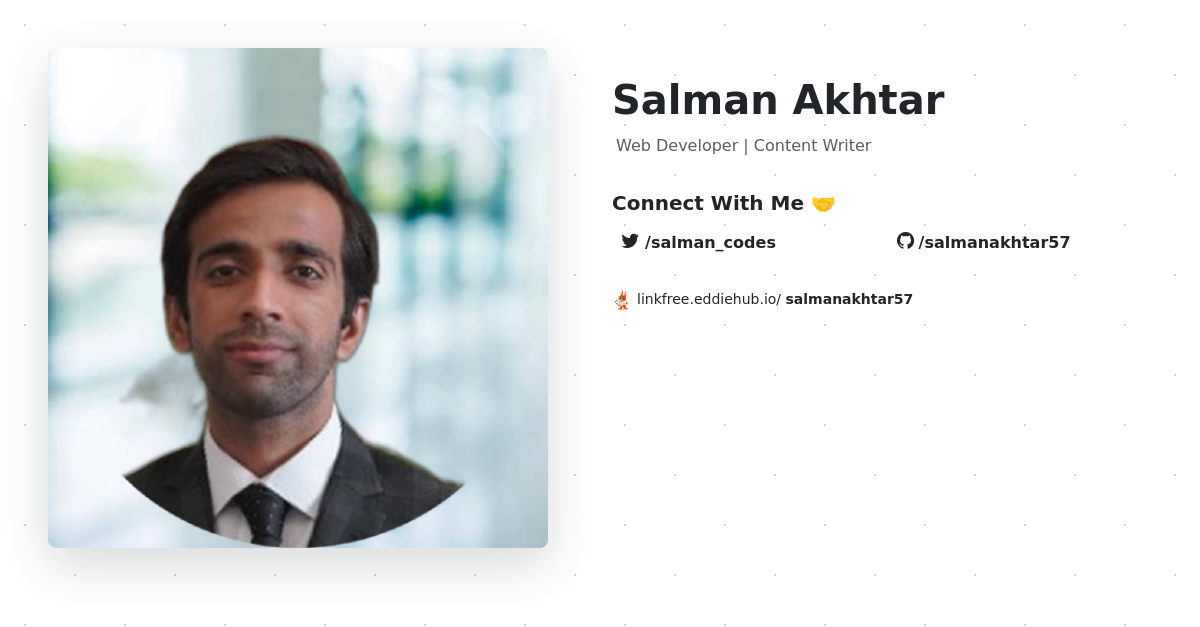 Salman Akhtar
Web Developer | Content Writer
Connect With Me 🤝
/salman_codes /salmanakhtar57
linkfree.eddiehub.io/ salmanakhtar57